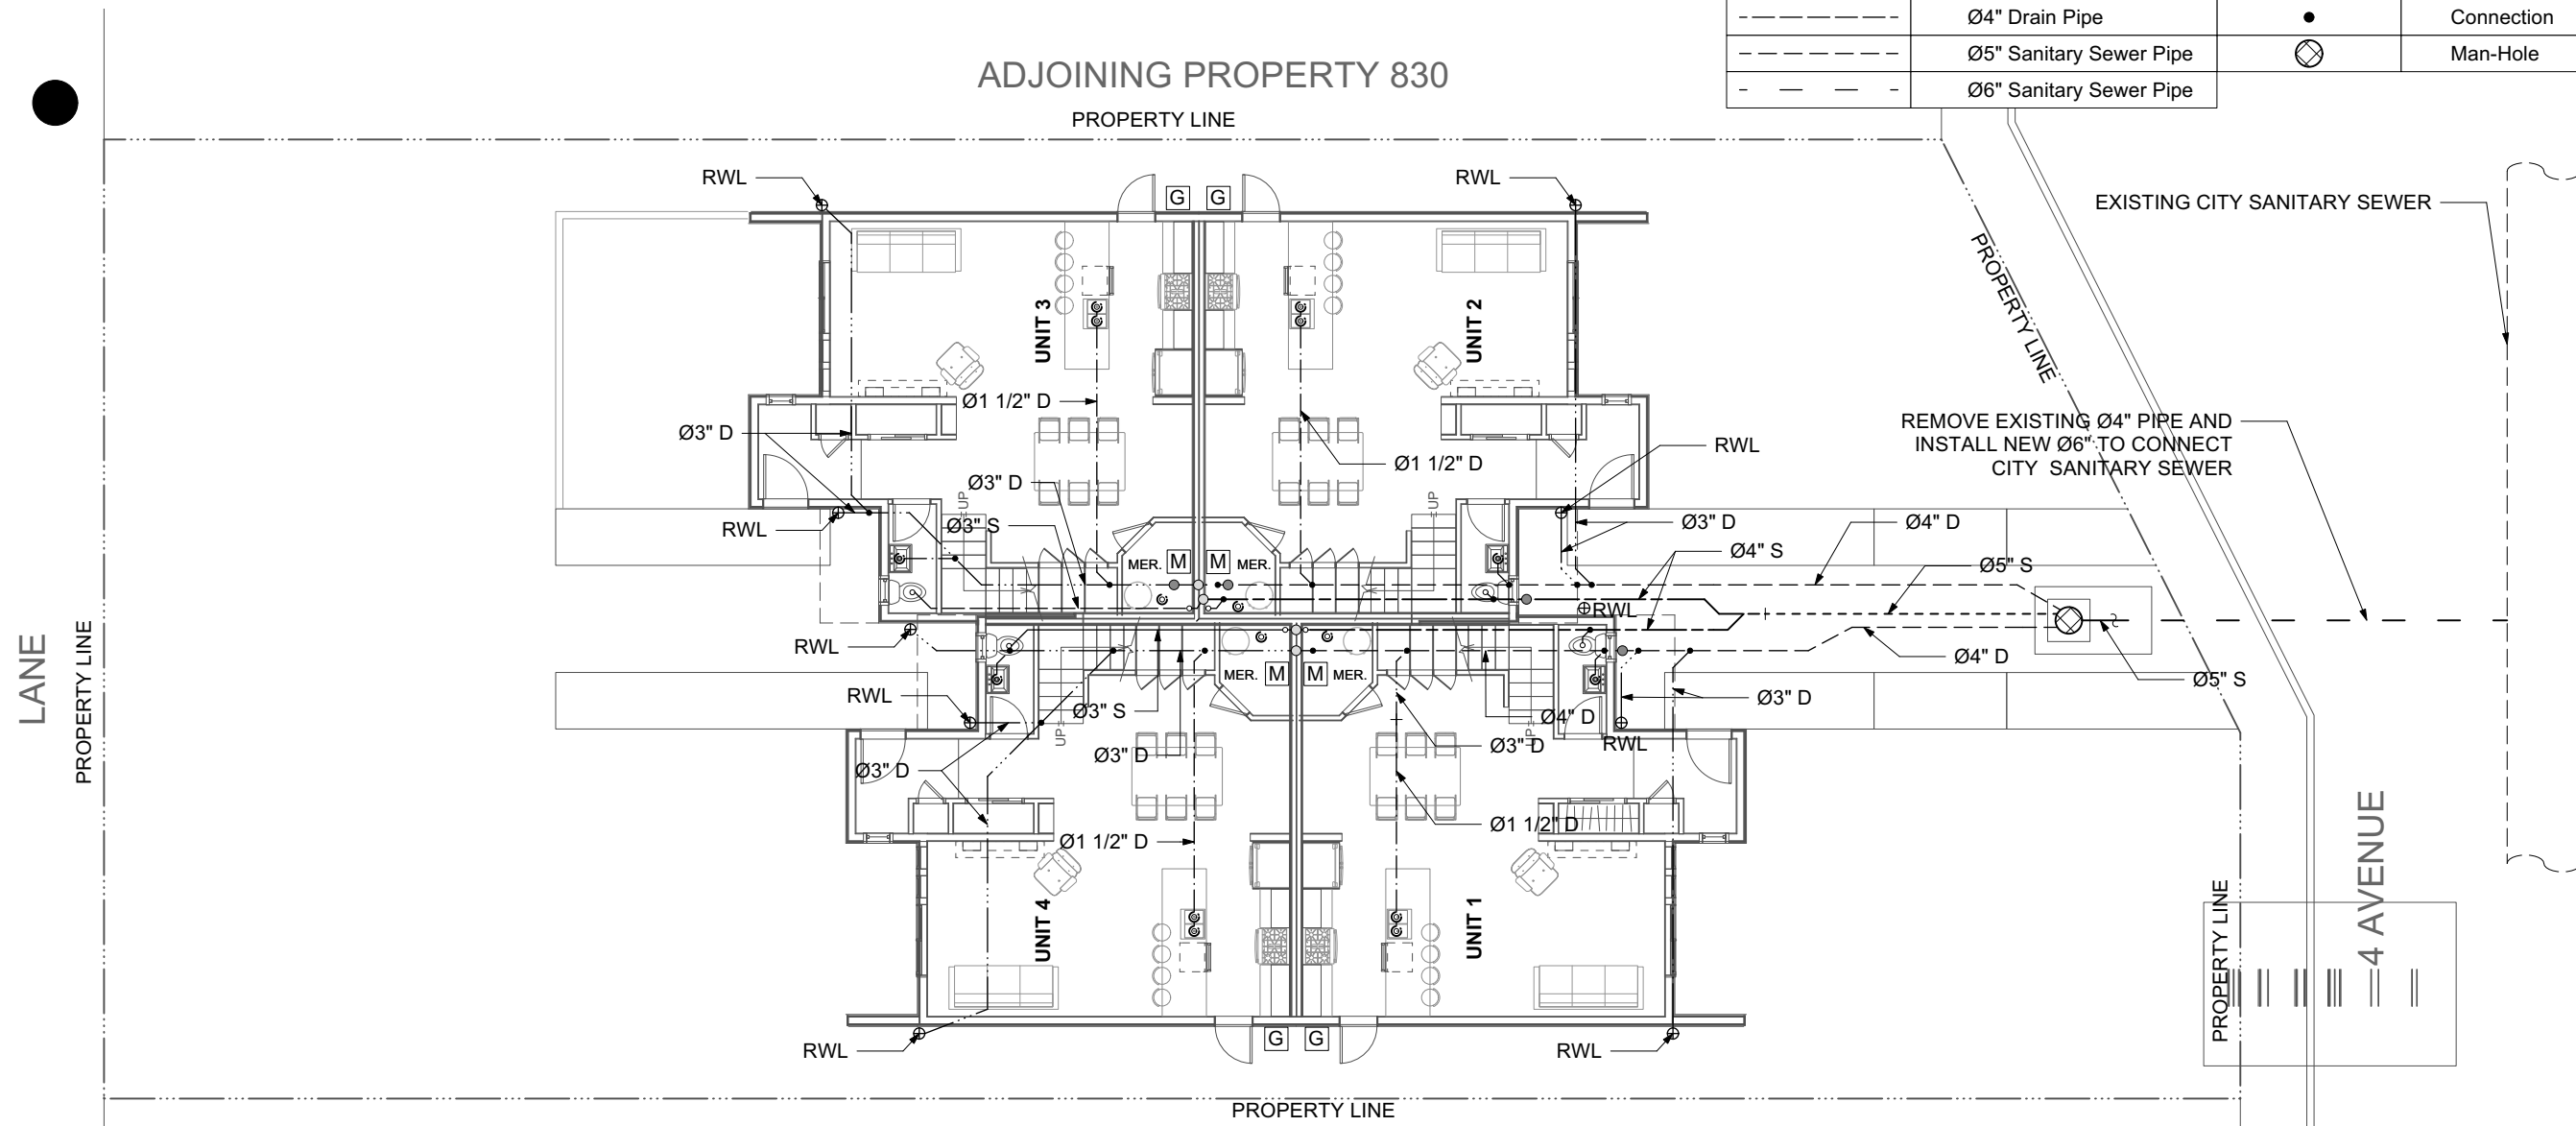 Ø4" Drain Pipe
Connection
Ø5" Sanitary Sewer Pipe
Man-Hole
Ø6" Sanitary Sewer Pipe
ADJOINING PROPERTY 830
PROPERTY LINE
RWL
G
G
RWL
EXISTING CITY SANITARY SEWER
PROPERTY LINE
UNIT 3
UNIT 2
Ø1 1/2" D
REMOVE EXISTING Ø4" PIPE AND
INSTALL NEW Ø6" TO CONNECT
CITY SANITARY SEWER
Ø3" D
RWL
Ø1 1/2" D
Ø3" D
UP
UP
RWL
Ø3" S
Ø3" D
Ø4" D
Ø4" S
MER.
M
M
MER.
Ø5" S
RWL
LANE
PROPERTY LINE
RWL
Ø4" D
MER.
M
M
MER.
Ø5" S
RWL
Ø3" D
Ø3" S
Ø4" D
UP
UP
RWL
Ø3" D
Ø3" D
Ø3" D
Ø1 1/2" D
Ø1 1/2" D
4 AVENUE
PROPERTY LINE
UNIT 4
UNIT 1
RWL
G
G
RWL
PROPERTY LINE